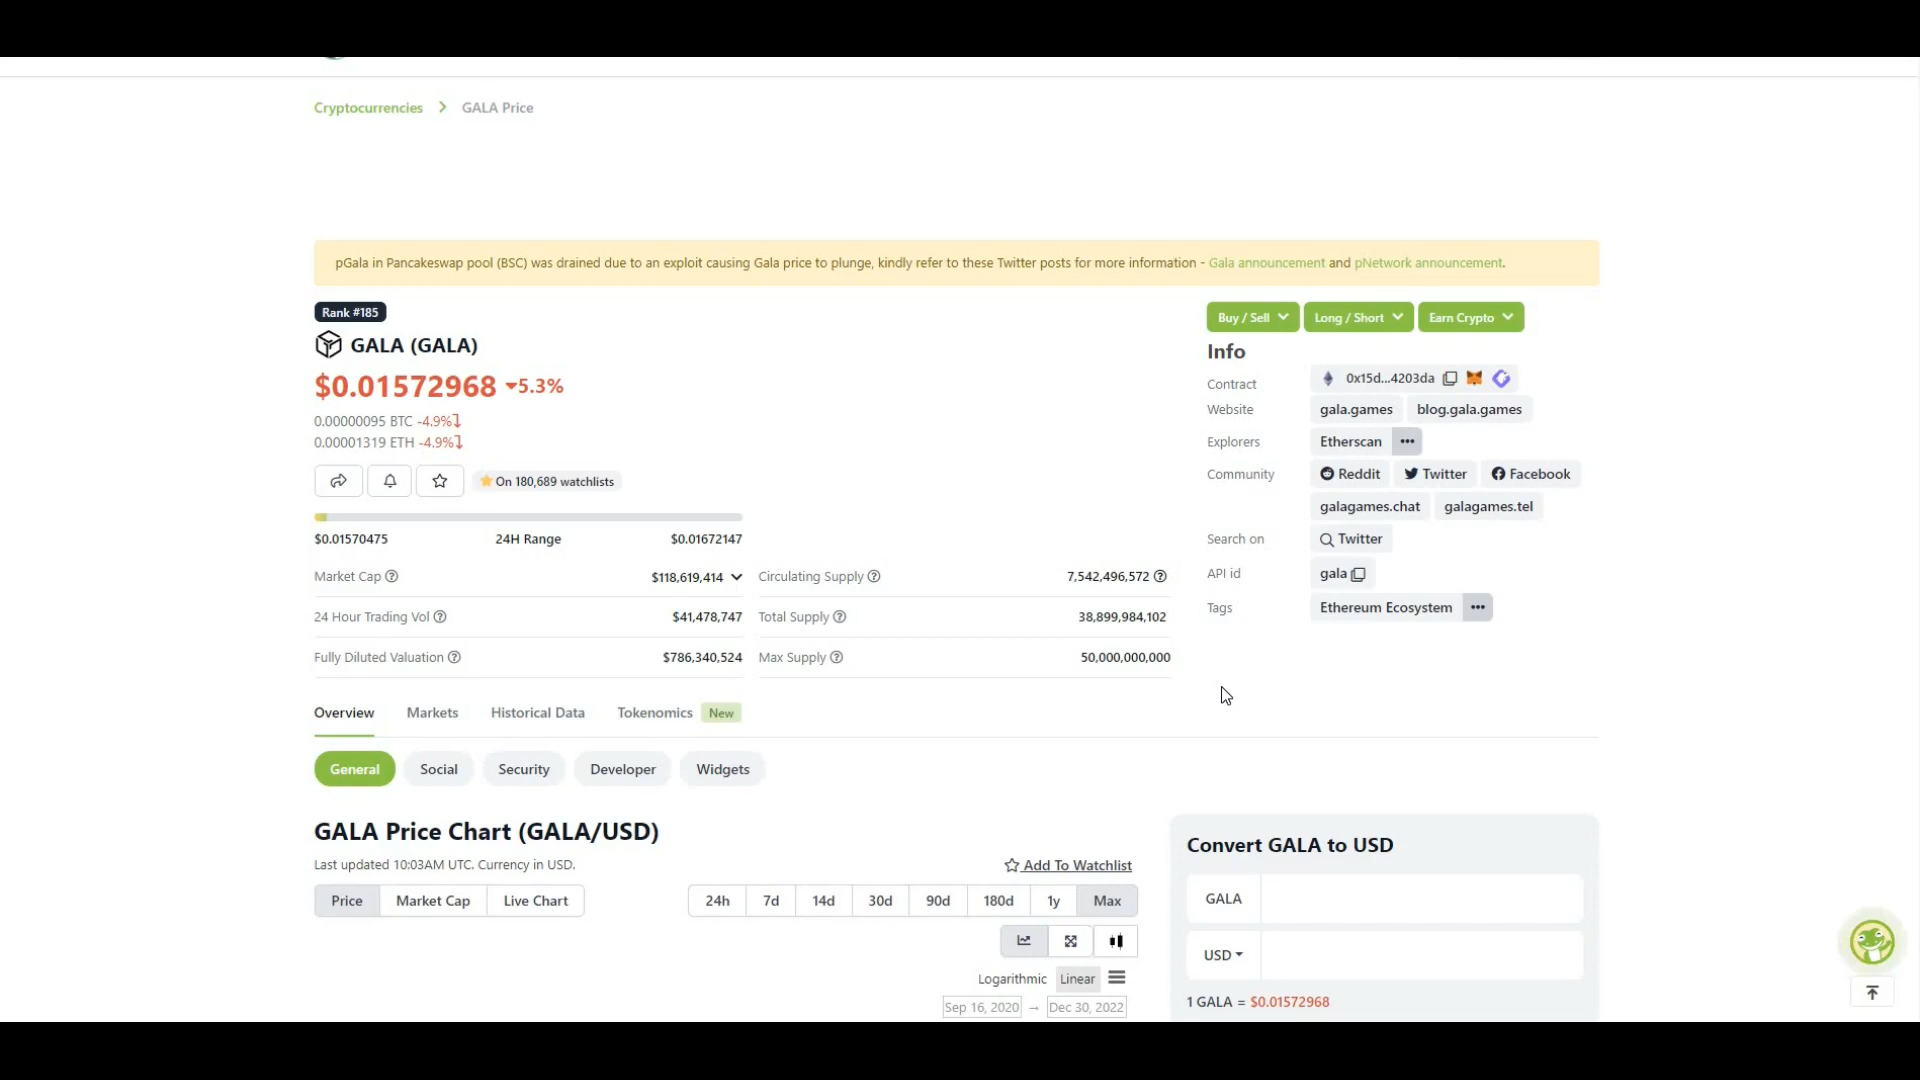 Cryptocurrencies > GALA Price
pGala in Pancakeswap pool (BSC) was drained due to an exploit causing Gala price to plunge, kindly refer to these Twitter posts for more information - Gala announcement and pNetwork announcement.
Rank #185
GALA (GALA)
$0.01572968 5.3%
0.00000095 BTC -4.9%
0.00001319 ETH -4.9%
On 180,689 watchlists
$0.01570475 24H Range $0.01672147
Market Cap $118,619,414
24 Hour Trading Vol $41,478,747
Fully Diluted Valuation $786,340,524
Circulating Supply 7,542,496,572
Total Supply 38,899,984,102
Max Supply 50,000,000,000
Buy / Sell Long / Short Earn Crypto
Info
Contract 0x15d...4203da
Website gala.games blog.gala.games
Explorers Etherscan •••
Community Reddit Twitter Facebook
galagames.chat galagames.tel
Search on Twitter
API id gala
Tags Ethereum Ecosystem •••
Overview Markets Historical Data Tokenomics New
General Social Security Developer Widgets
GALA Price Chart (GALA/USD)
Last updated 10:03AM UTC. Currency in USD.
Add To Watchlist
Price Market Cap Live Chart
24h 7d 14d 30d 90d 180d 1y Max
Logarithmic Linear
Sep 16, 2020 → Dec 30, 2022
Convert GALA to USD
GALA
USD
1 GALA = $0.01572968